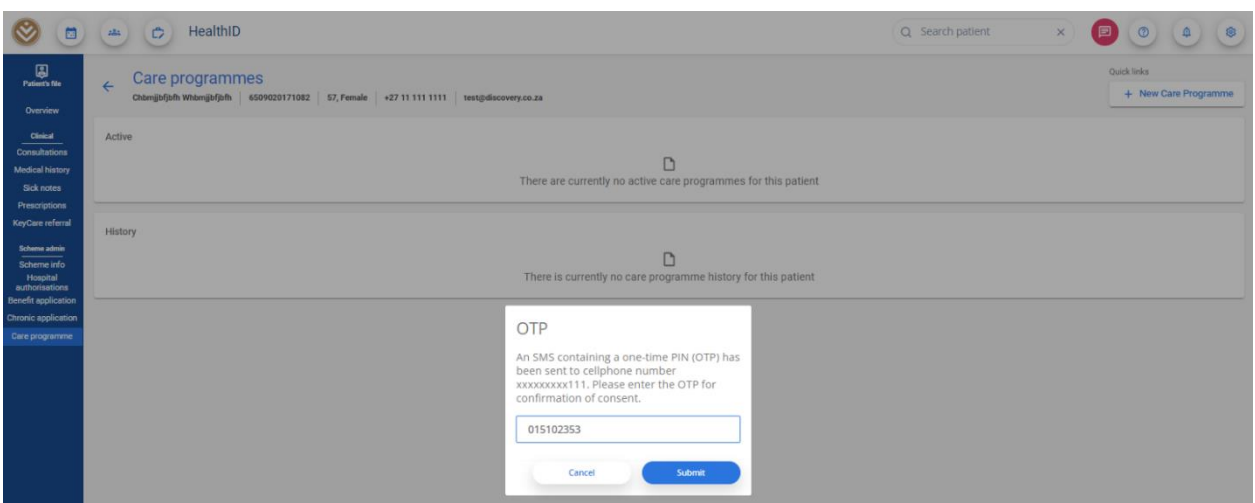 HealthID
Search patient
Patient's file
Overview
Clinical
Consultations
Medical history
Sick notes
Prescriptions
KeyCare referral
Scheme admin
Scheme info
Hospital
authorisations
Benefit application
Chronic application
Care programme
Care programmes
Chbmjjbfjbfh Whbmjjbfjbfh 6509020171082 57, Female +27 11 111 1111 test@discovery.co.za
Quick links
+ New Care Programme
Active
There are currently no active care programmes for this patient
History
There is currently no care programme history for this patient
OTP
An SMS containing a one-time PIN (OTP) has
been sent to cellphone number
xxxxxxxxx111. Please enter the OTP for
confirmation of consent.
015102353
Cancel Submit